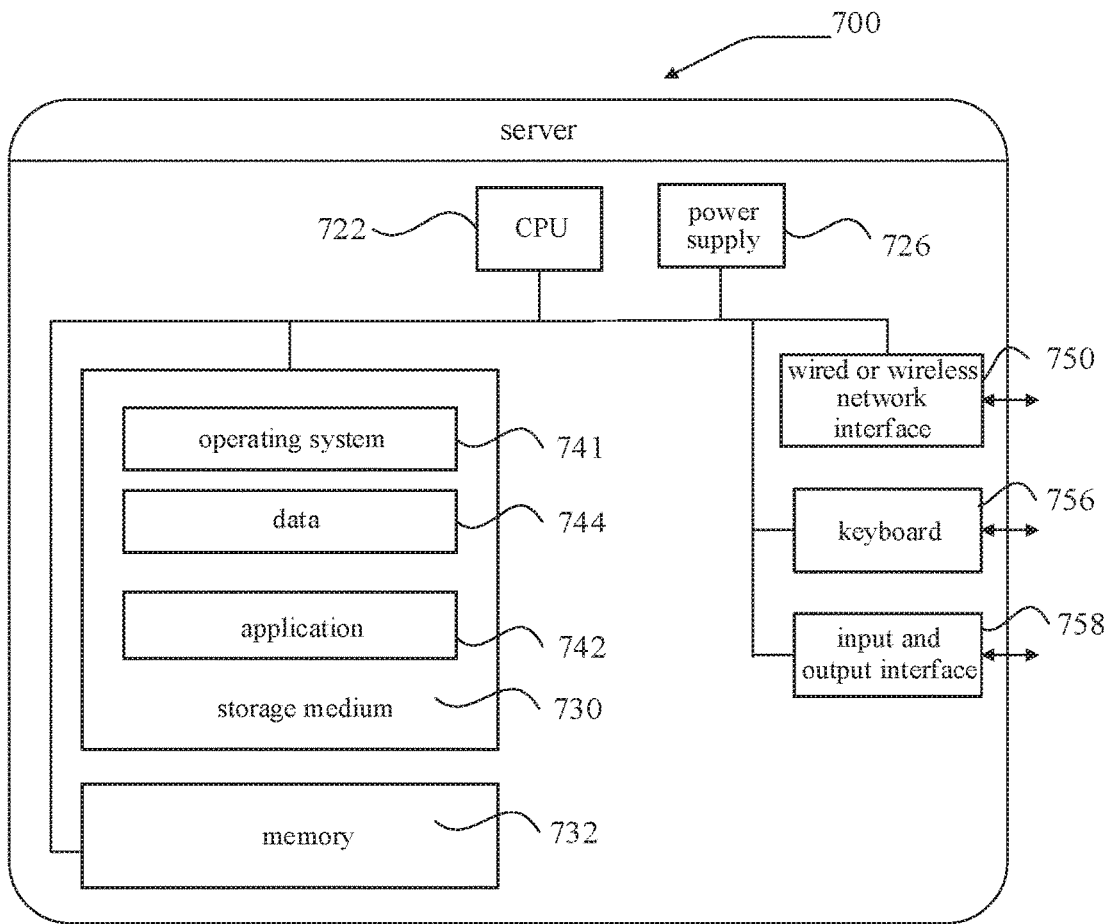 700
server
722
CPU
power
supply
726
wired or wireless
network
interface
750
operating system
741
data
744
application
742
storage medium
730
keyboard
756
input and
output interface
758
memory
732